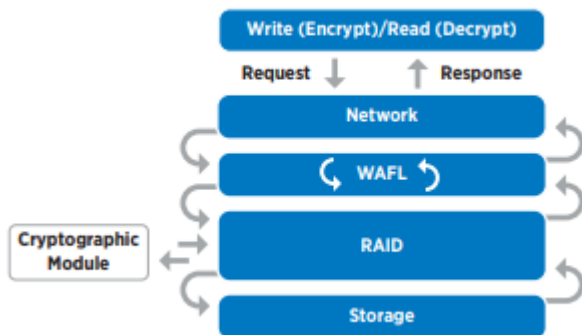 Write (Encrypt)/Read (Decrypt)
Request
Response
Network
WAFL
Cryptographic
Module
RAID
Storage